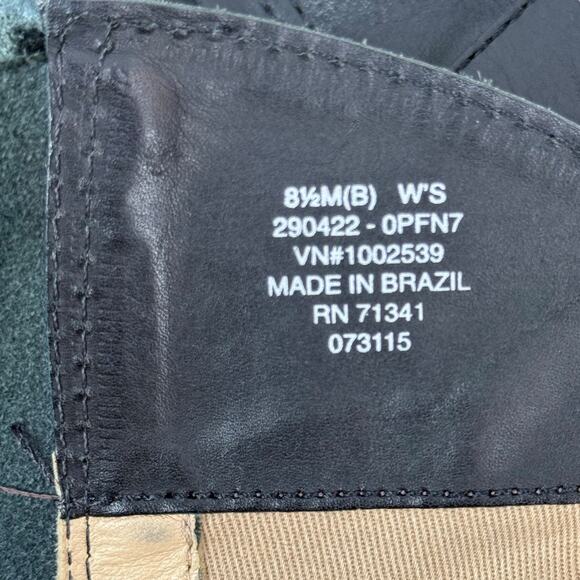 8½M(B) W'S
290422 - 0PFN7
VN#1002539
MADE IN BRAZIL
RN 71341
073115